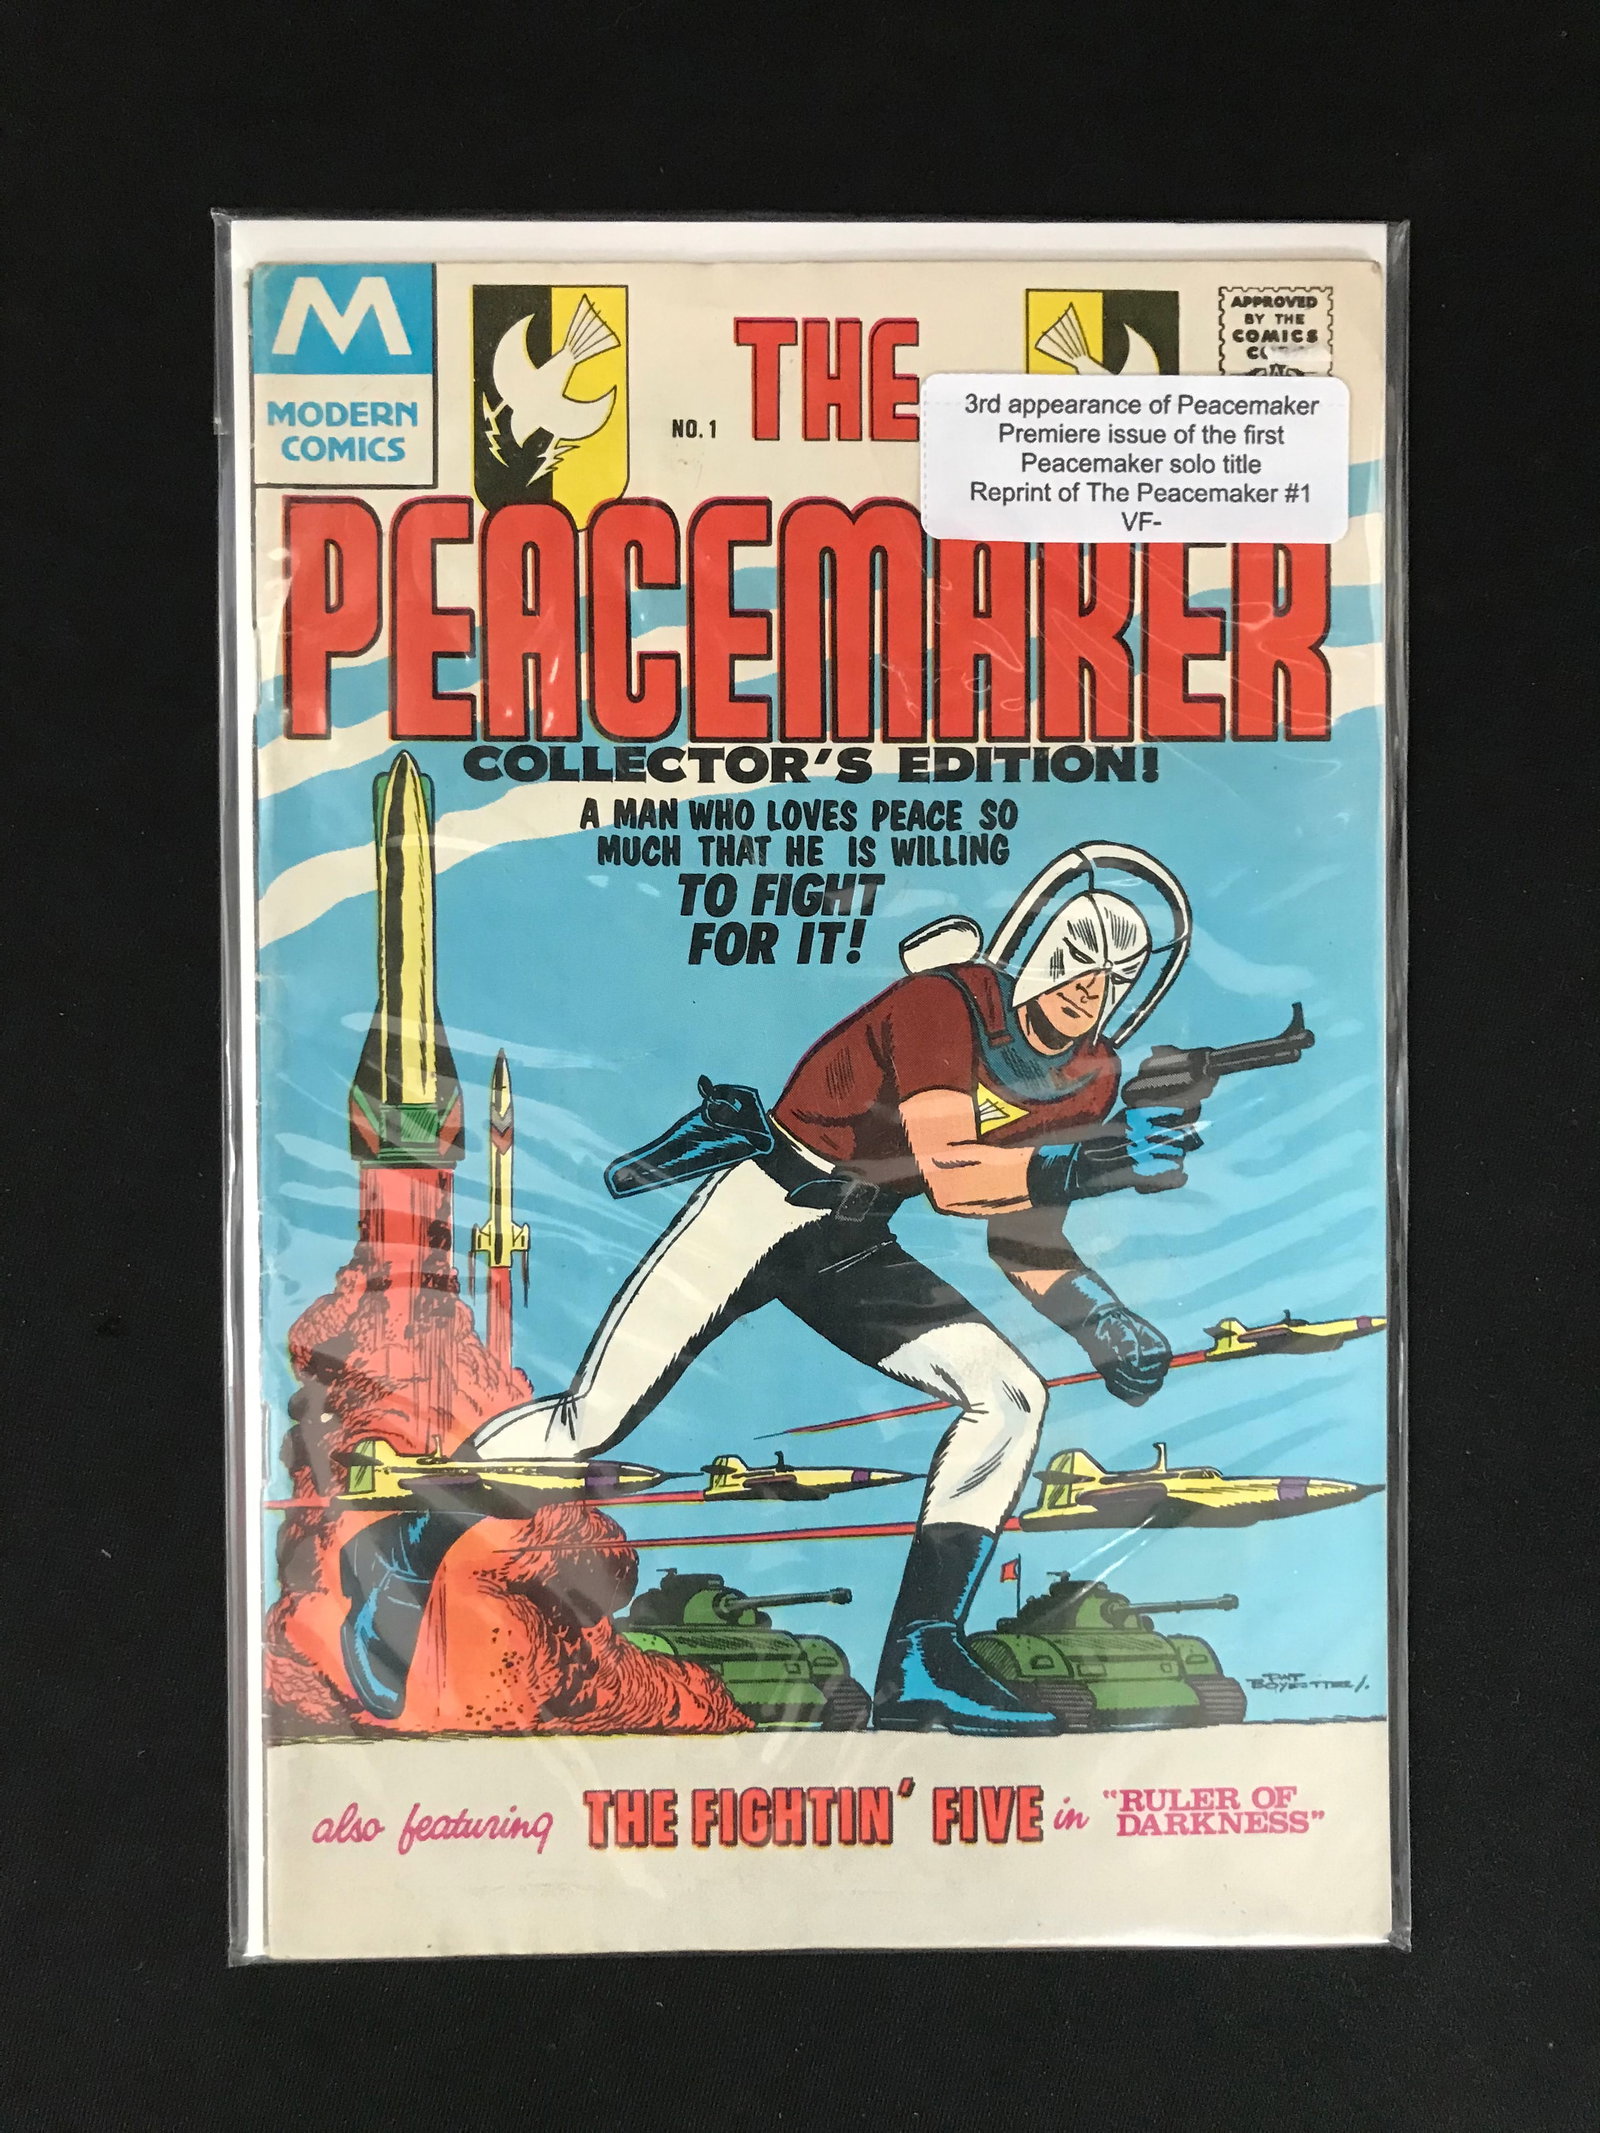 M
MODERN
COMICS
NO. 1
THE
PEACEMAKER
APPROVED
BY THE
COMICS
3rd appearance of Peacemaker
Premiere issue of the first
Peacemaker solo title
Reprint of The Peacemaker #1
VF-
COLLECTOR'S EDITION!
A MAN WHO LOVES PEACE SO
MUCH THAT HE IS WILLING
TO FIGHT
FOR IT!
PAT
BOYETTE
also featuring THE FIGHTIN' FIVE in "RULER OF
DARKNESS"